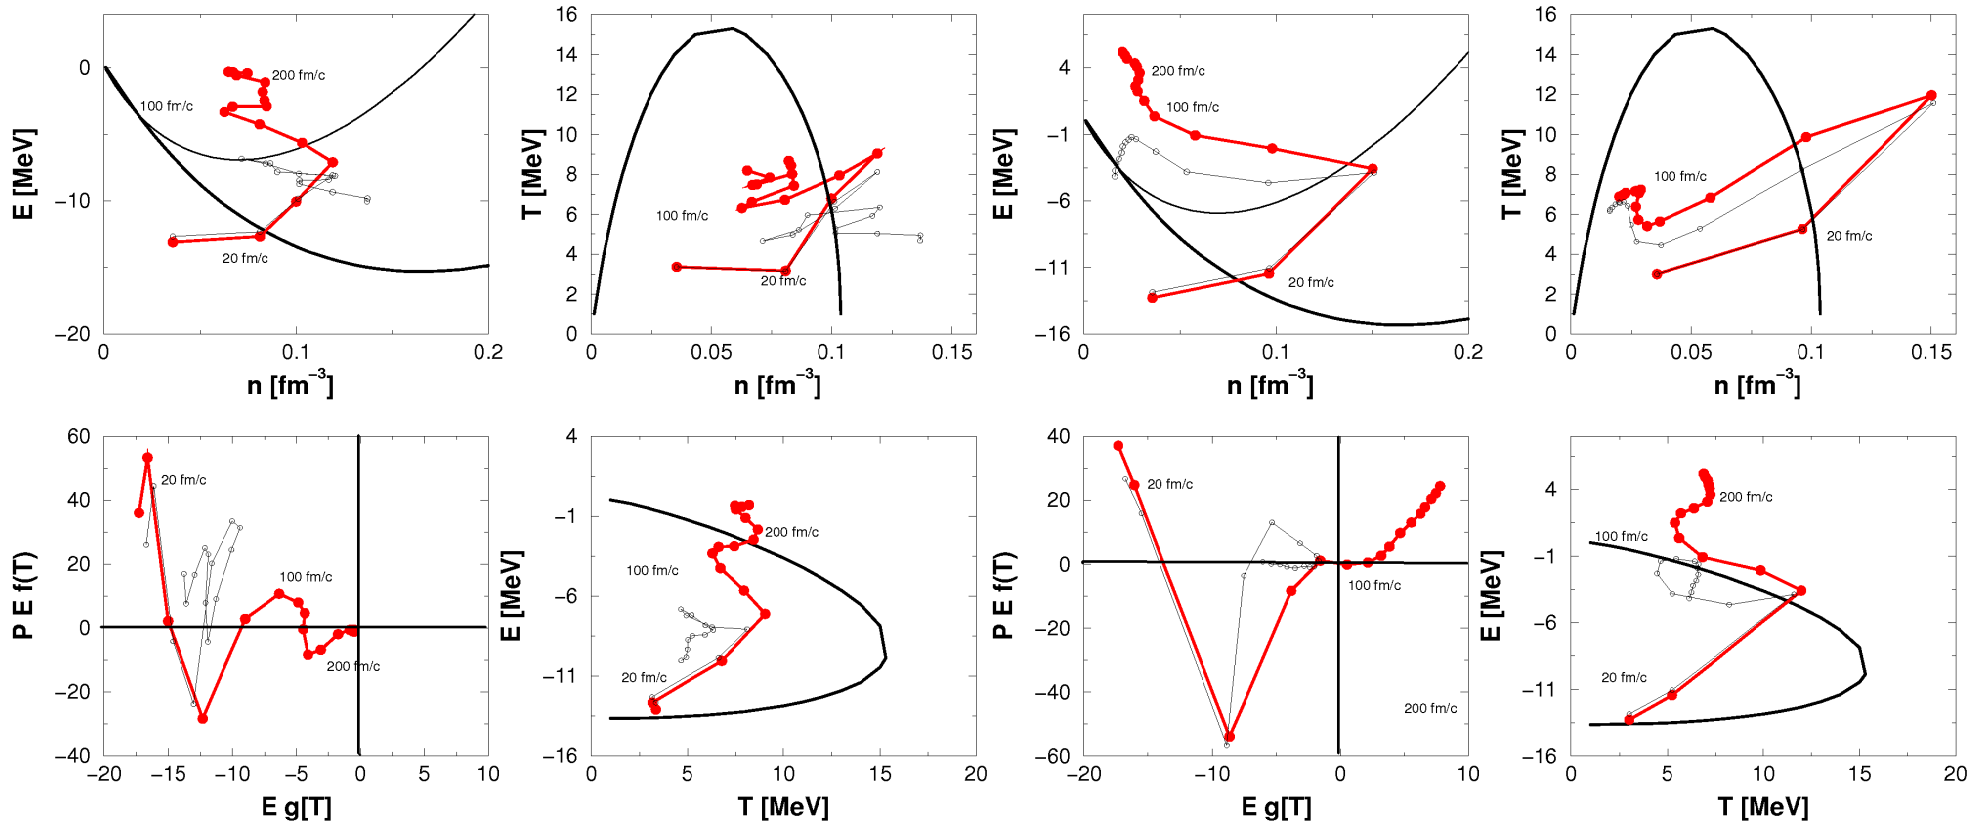 0
−10
−20
0
0.1
0.2
E [MeV]
n [fm⁻³]
200 fm/c
100 fm/c
20 fm/c
16
14
12
10
8
6
4
2
0
0
0.05
0.1
0.15
T [MeV]
n [fm⁻³]
100 fm/c
20 fm/c
4
−1
−6
−11
−16
0
0.1
0.2
E [MeV]
n [fm⁻³]
200 fm/c
100 fm/c
20 fm/c
16
14
12
10
8
6
4
2
0
0
0.05
0.1
0.15
T [MeV]
n [fm⁻³]
100 fm/c
20 fm/c
60
40
20
0
−20
−40
−20
−15
−10
−5
0
5
10
P E f(T)
E g[T]
20 fm/c
100 fm/c
200 fm/c
4
−1
−6
−11
−16
0
5
10
15
20
E [MeV]
T [MeV]
200 fm/c
100 fm/c
20 fm/c
40
20
0
−20
−40
−60
−20
−10
0
10
P E f(T)
E g[T]
20 fm/c
100 fm/c
200 fm/c
4
−1
−6
−11
−16
0
5
10
15
20
E [MeV]
T [MeV]
200 fm/c
100 fm/c
20 fm/c